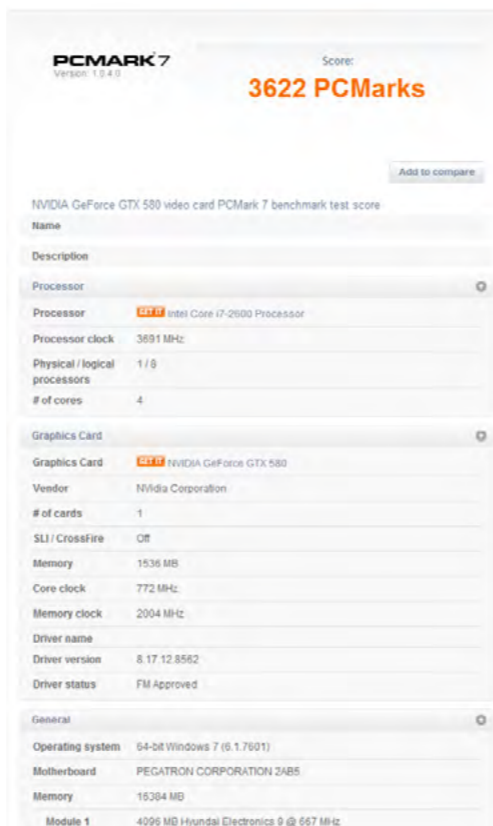 PCMARK 7
Version: 1.0.4.0
Score:
3622 PCMarks
Add to compare
NVIDIA GeForce GTX 580 video card PCMark 7 benchmark test score
Name
Description
Processor
Processor GET IT Intel Core i7-2600 Processor
Processor clock 3691 MHz
Physical / logical processors 1 / 8
# of cores 4
Graphics Card
Graphics Card GET IT NVIDIA GeForce GTX 580
Vendor NVidia Corporation
# of cards 1
SLI / CrossFire Off
Memory 1536 MB
Core clock 772 MHz
Memory clock 2004 MHz
Driver name
Driver version 8.17.12.8562
Driver status FM Approved
General
Operating system 64-bit Windows 7 (6.1.7601)
Motherboard PEGATRON CORPORATION 2AB5
Memory 16384 MB
Module 1 4096 MB Hyundai Electronics 9 @ 667 MHz